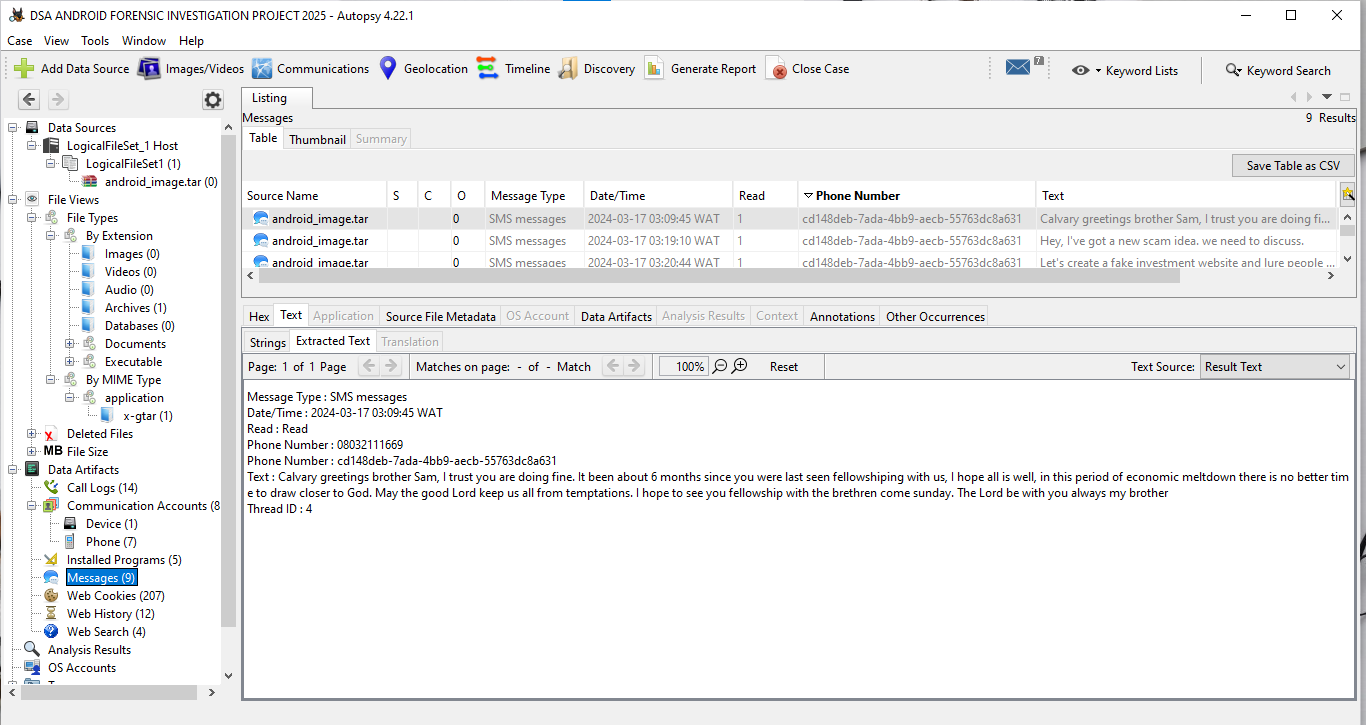 DSA ANDROID FORENSIC INVESTIGATION PROJECT 2025 - Autopsy 4.22.1
Case View Tools Window Help
Add Data Source Images/Videos Communications Geolocation Timeline Discovery Generate Report Close Case 7 Keyword Lists Keyword Search
Data Sources
LogicalFileSet_1 Host
LogicalFileSet1 (1)
android_image.tar (0)
File Views
File Types
By Extension
Images (0)
Videos (0)
Audio (0)
Archives (1)
Databases (0)
Documents
Executable
By MIME Type
application
x-gtar (1)
Deleted Files
MB File Size
Data Artifacts
Call Logs (14)
Communication Accounts (8
Device (1)
Phone (7)
Installed Programs (5)
Messages (9)
Web Cookies (207)
Web History (12)
Web Search (4)
Analysis Results
OS Accounts
Listing
Messages 9 Results
Table Thumbnail Summary
Save Table as CSV
Source Name S C O Message Type Date/Time Read Phone Number Text
android_image.tar 0 SMS messages 2024-03-17 03:09:45 WAT 1 cd148deb-7ada-4bb9-aecb-55763dc8a631 Calvary greetings brother Sam, I trust you are doing fi...
android_image.tar 0 SMS messages 2024-03-17 03:19:10 WAT 1 cd148deb-7ada-4bb9-aecb-55763dc8a631 Hey, I've got a new scam idea. we need to discuss.
android_image.tar 0 SMS messages 2024-03-17 03:20:44 WAT 1 cd148deb-7ada-4bb9-aecb-55763dc8a631 Let's create a fake investment website and lure people ...
Hex Text Application Source File Metadata OS Account Data Artifacts Analysis Results Context Annotations Other Occurrences
Strings Extracted Text Translation
Page: 1 of 1 Page Matches on page: - of - Match 100% Reset Text Source: Result Text
Message Type : SMS messages
Date/Time : 2024-03-17 03:09:45 WAT
Read : Read
Phone Number : 08032111669
Phone Number : cd148deb-7ada-4bb9-aecb-55763dc8a631
Text : Calvary greetings brother Sam, I trust you are doing fine. It been about 6 months since you were last seen fellowshiping with us, I hope all is well, in this period of economic meltdown there is no better tim
e to draw closer to God. May the good Lord keep us all from temptations. I hope to see you fellowship with the brethren come sunday. The Lord be with you always my brother
Thread ID : 4